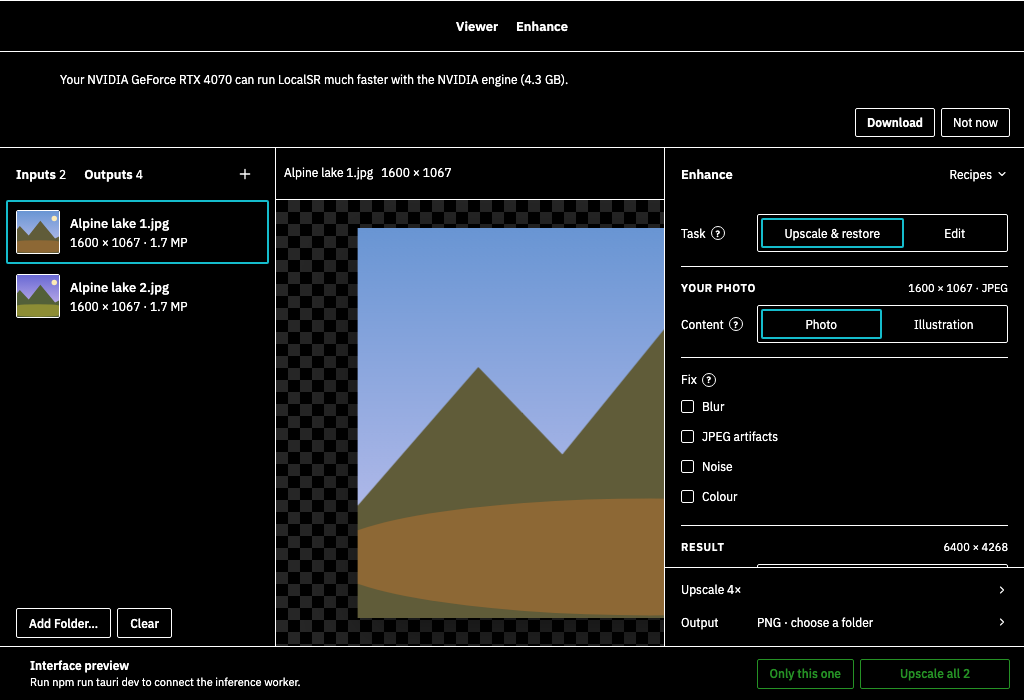 Viewer Enhance
Your NVIDIA GeForce RTX 4070 can run LocalSR much faster with the NVIDIA engine (4.3 GB).
Download Not now
Inputs 2 Outputs 4 +
Alpine lake 1.jpg
1600 × 1067 · 1.7 MP
Alpine lake 2.jpg
1600 × 1067 · 1.7 MP
Add Folder... Clear
Alpine lake 1.jpg 1600 × 1067
Enhance Recipes
Task ? Upscale & restore Edit
YOUR PHOTO 1600 × 1067 · JPEG
Content ? Photo Illustration
Fix ?
Blur
JPEG artifacts
Noise
Colour
RESULT 6400 × 4268
Upscale 4×
Output PNG · choose a folder
Interface preview
Run npm run tauri dev to connect the inference worker.
Only this one Upscale all 2